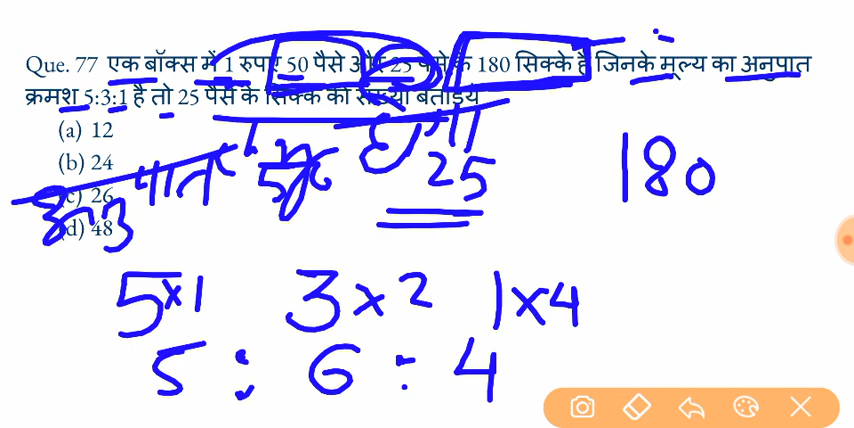 Que. 77 एक बॉक्स में 1 रुपए 50 पैसे और 25 पैसे के 180 सिक्के है जिनके मूल्य का अनुपात
क्रमश 5:3:1 है तो 25 पैसे के सिक्के की संख्या बताइये
(a) 12
(b) 24
(c) 26
(d) 48
25
180
5×1 3×2 1×4
5 : 6 : 4